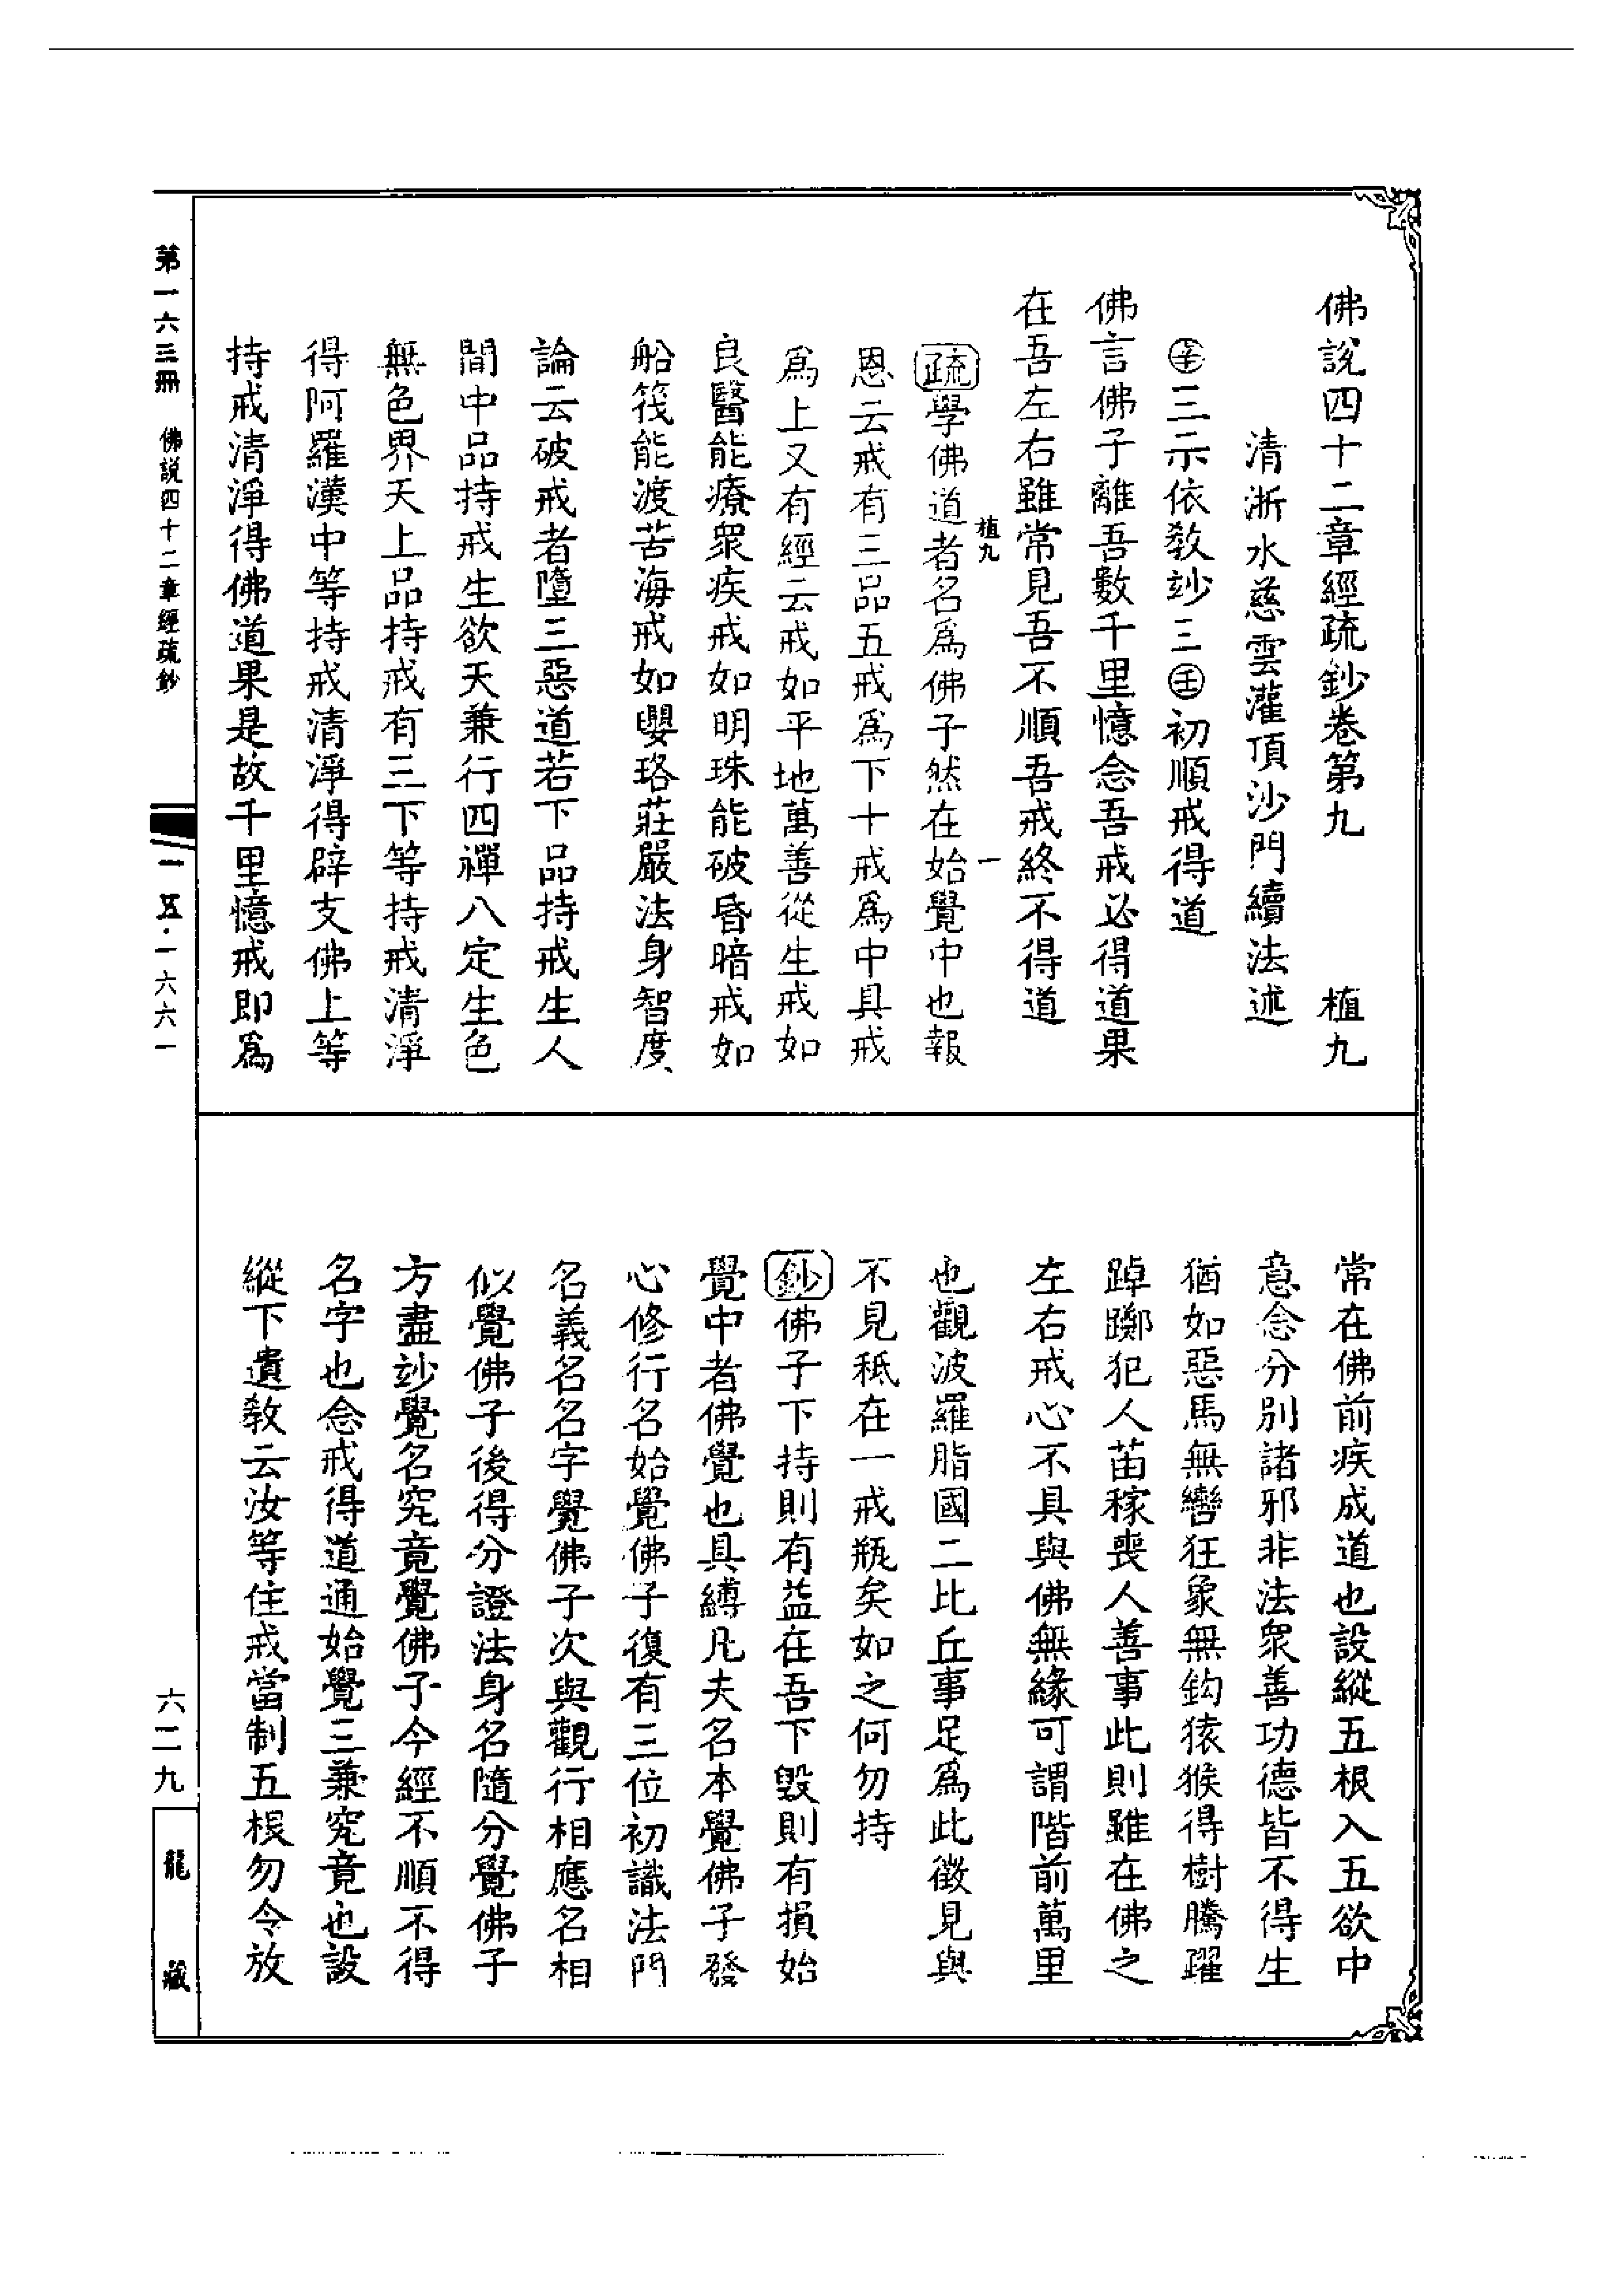 佛說四十二章經疏鈔卷第九　植九
清浙水慈雲灌頂沙門續法述
㊛三示依教妙三㊛初順戒得道
佛言佛子離吾數千里憶念吾戒必得道果
在吾左右雖常見吾不順吾戒終不得道
植九　一
疏學佛道者名爲佛子然在始覺中也報
恩云戒有三品五戒爲下十戒爲中具戒
爲上又有經云戒如平地萬善從生戒如
良醫能療眾疾戒如明珠能破昏暗戒如
船筏能渡苦海戒如瓔珞莊嚴法身智度
論云破戒者墮三惡道若下品持戒生人
間中品持戒生欲天兼行四禪八定生色
無色界天上品持戒有三下等持戒清淨
得阿羅漢中等持戒清淨得辟支佛上等
持戒清淨得佛道果是故千里憶戒即爲
常在佛前疾成道也設縱五根入五欲中
意念分別諸邪非法眾善功德皆不得生
猶如惡馬無轡狂象無鈎猿猴得樹騰躍
踔躑犯人苗稼喪人善事此則雖在佛之
左右戒心不具與佛無緣可謂階前萬里
也觀波羅脂國二比丘事足爲此徵見與
不見秖在一戒瓶矣如之何勿持
鈔佛子下持則有益在吾下毀則有損始
覺中者佛覺也具縛凡夫名本覺佛子發
心修行名始覺佛子復有三位初識法門
名義名名字覺佛子次與觀行相應名相
似覺佛子後得分證法身名隨分覺佛子
方盡妙覺名究竟覺佛子今經不順不得
名字也念戒得道通始覺三兼究竟也設
縱下遺教云汝等住戒當制五根勿令放
第一六三冊　佛說四十二章經疏鈔
一五·一六六一
六二九
龍藏